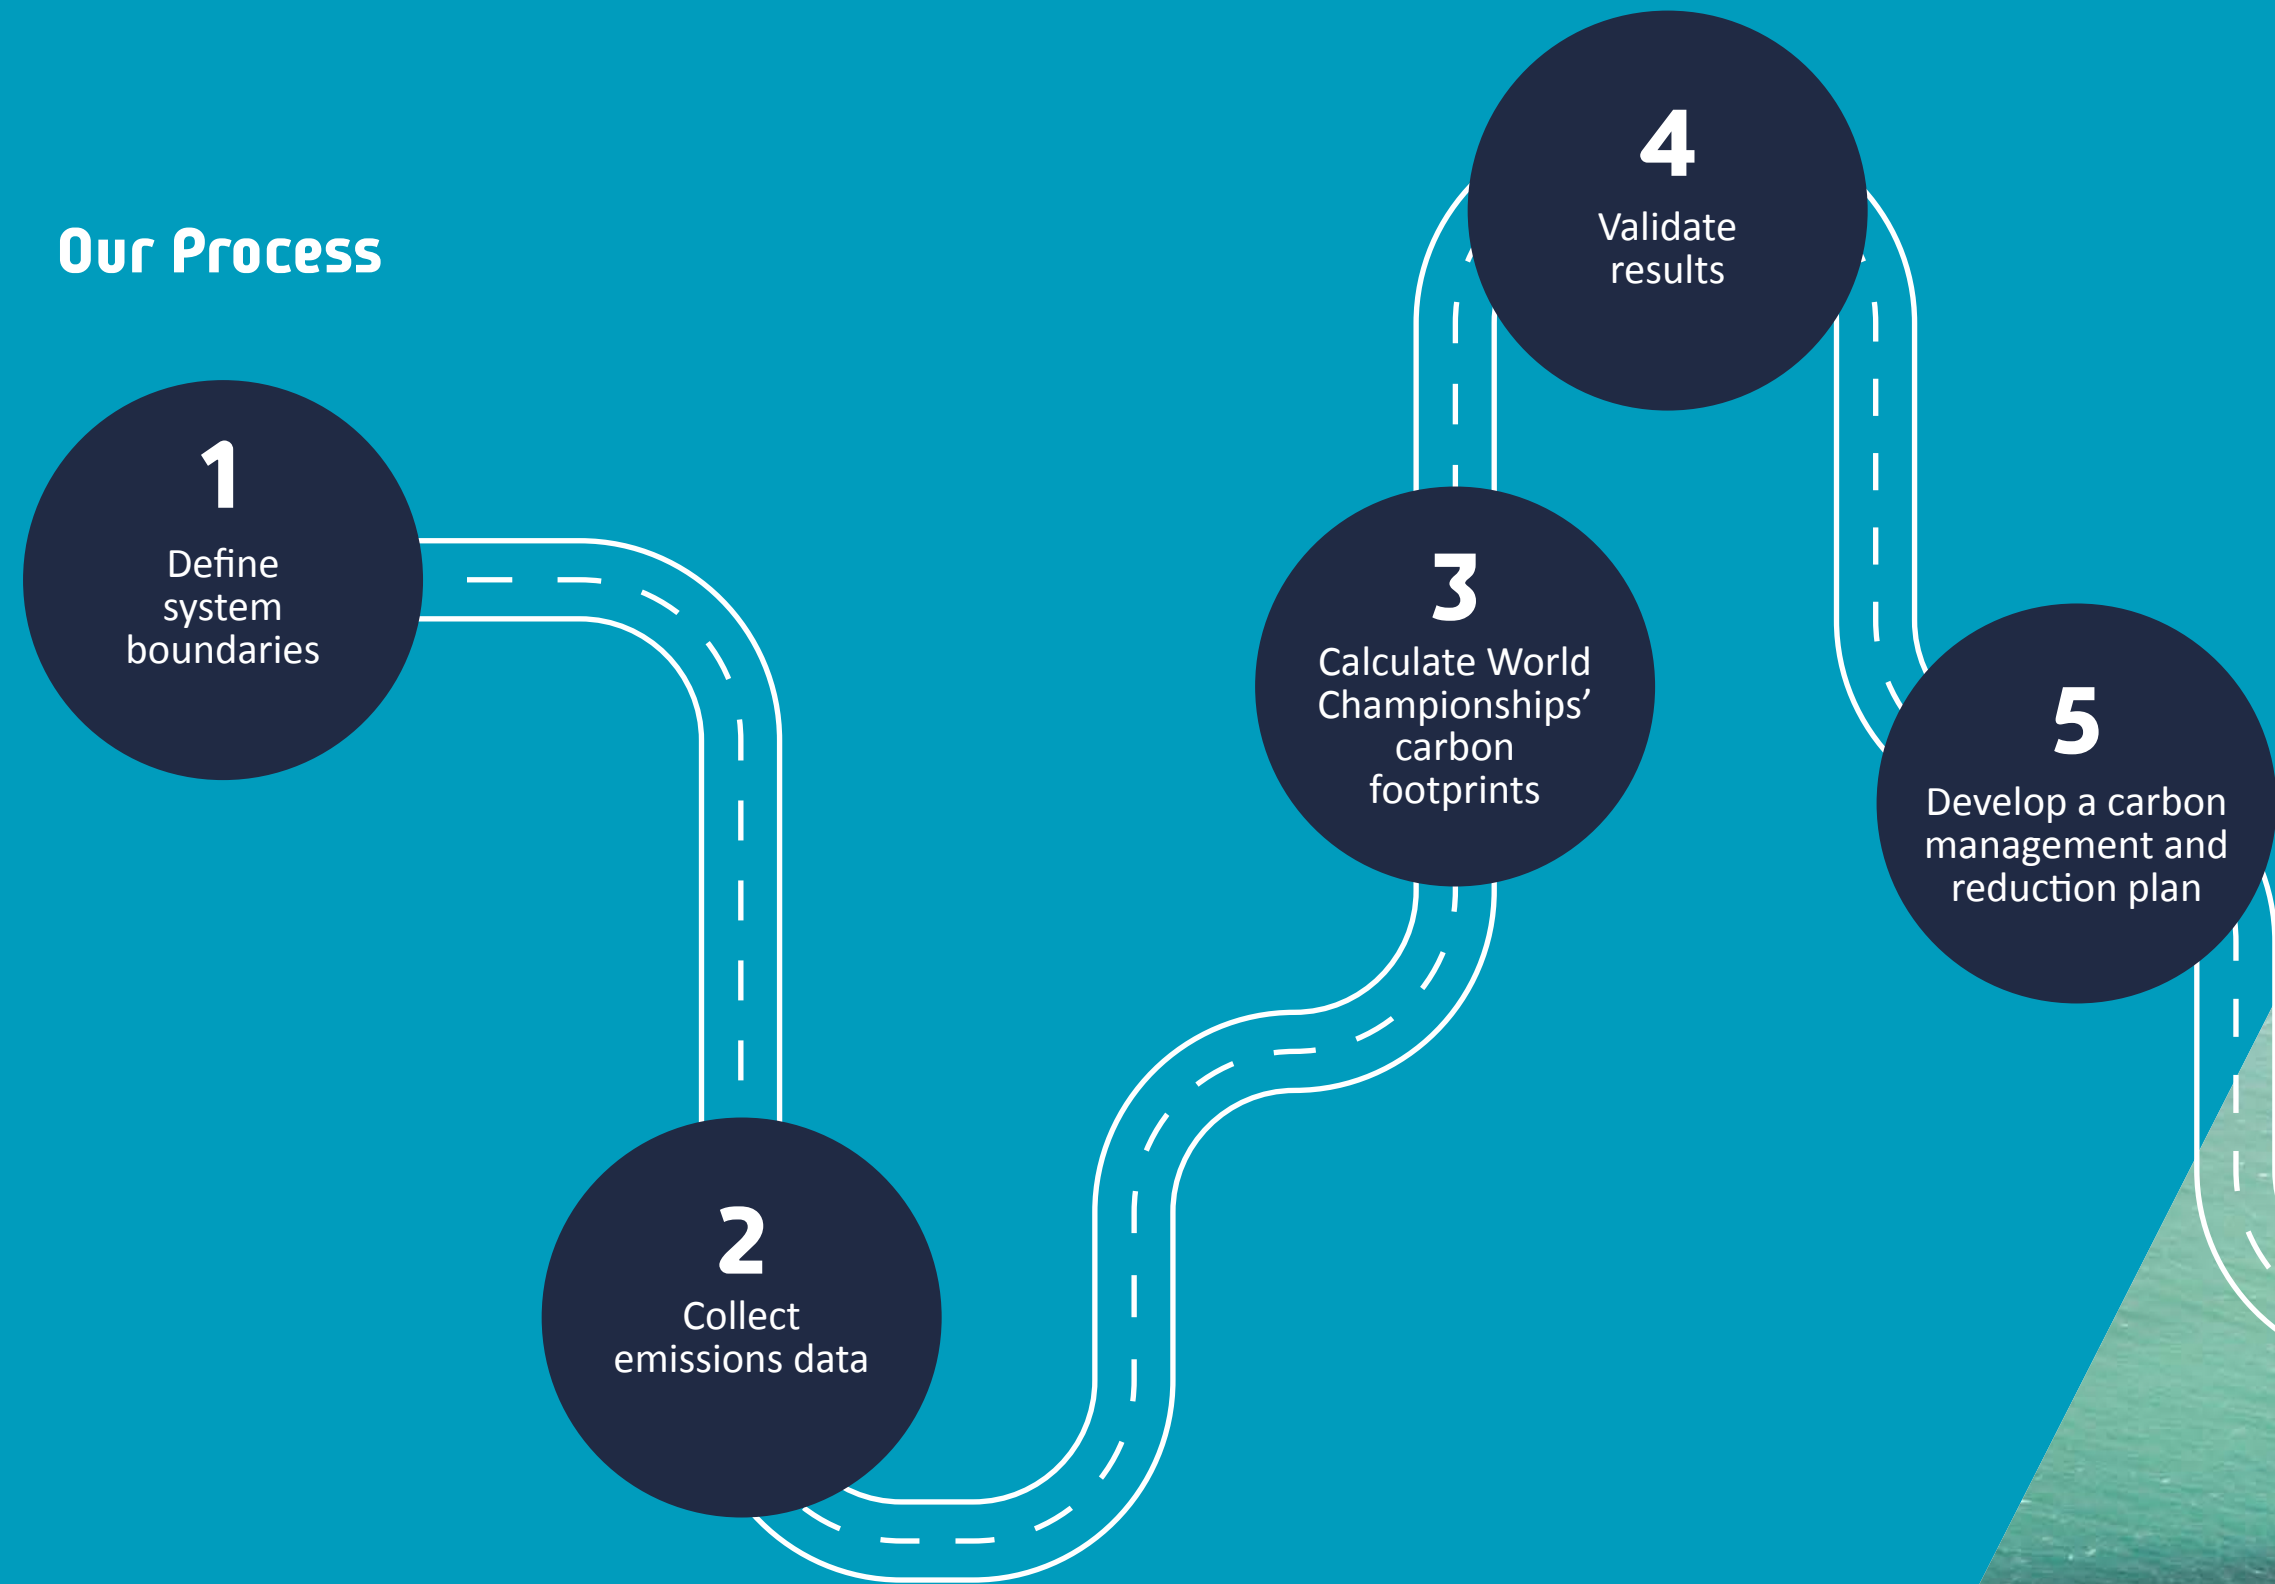 Our Process
1
Define
system
boundaries
2
Collect
emissions data
3
Calculate World
Championships’
carbon
footprints
4
Validate
results
5
Develop a carbon
management and
reduction plan